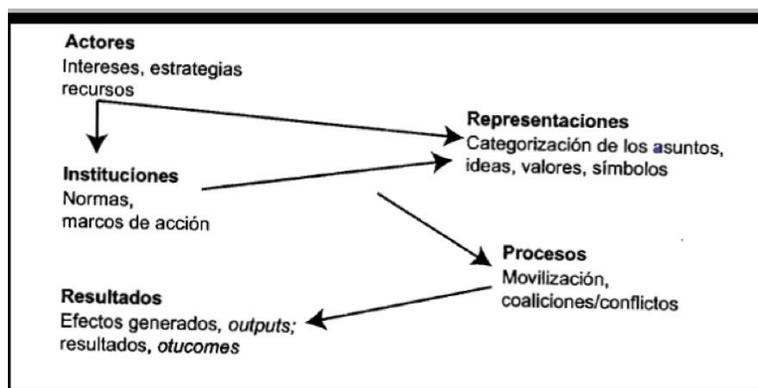 Actores
Intereses, estrategias
recursos
Representaciones
Categorización de los asuntos,
ideas, valores, símbolos
Instituciones
Normas,
marcos de acción
Procesos
Movilización,
coaliciones/conflictos
Resultados
Efectos generados, outputs;
resultados, otucomes